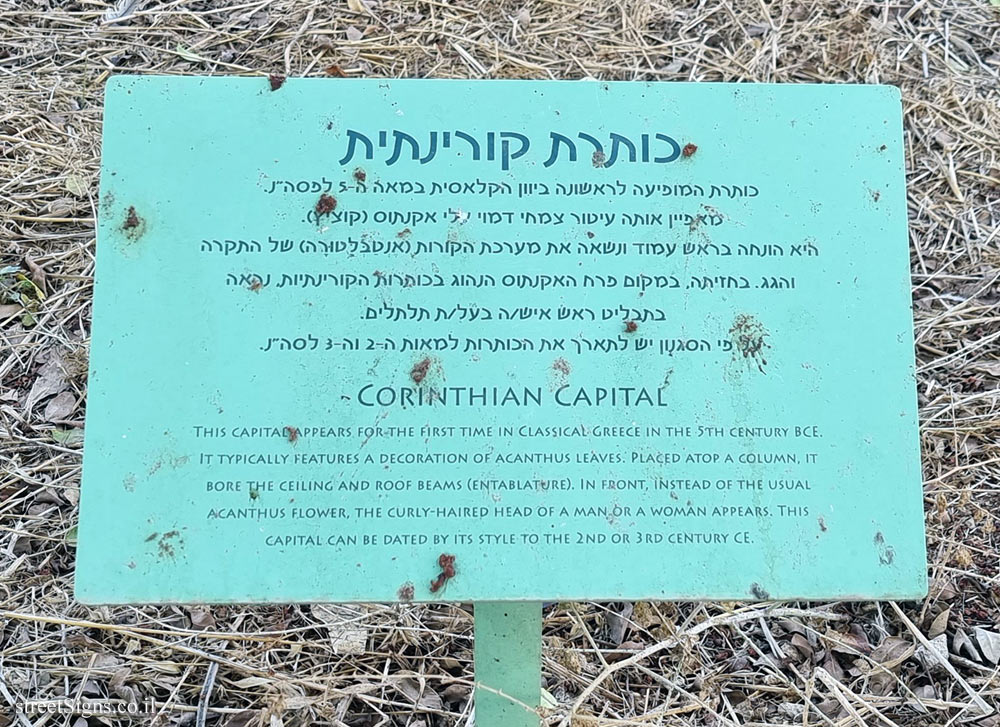 כותרת קורינתית
כותרת המופיעה לראשונה ביוון הקלאסית במאה ה-5 לפסה״נ.
מאפיין אותה עיטור צמחי דמוי עלי אקנתוס (קוציץ).
היא הונחה בראש עמוד ונשאה את מערכת הקורות (אנטבלטורה) של התקרה
והגג. בחזיתה, במקום פרח האקנתוס הנהוג בכותרות הקורינתיות, נראה
בתבליט ראש איש/ה בעל/ת תלתלים.
על פי הסגנון יש לתארך את הכותרות למאות ה-2 וה-3 לסה״נ.
Corinthian Capital
This capital appears for the first time in Classical Greece in the 5th century BCE.
It typically features a decoration of acanthus leaves. Placed atop a column, it
bore the ceiling and roof beams (entablature). In front, instead of the usual
acanthus flower, the curly-haired head of a man or a woman appears. This
capital can be dated by its style to the 2nd or 3rd century CE.
streetSigns.co.il